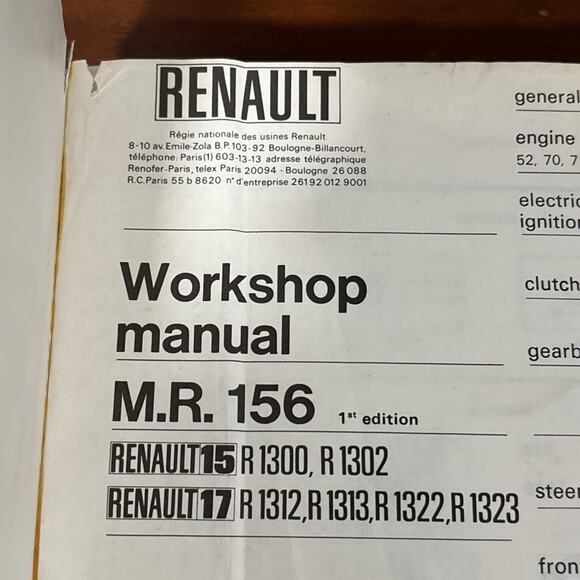 RENAULT
Régie nationale des usines Renault
8-10 av. Emile-Zola B.P. 103-92 Boulogne-Billancourt,
téléphone: Paris (1) 603-13-13 adresse télégraphique
Renofer-Paris, telex Paris 20094 - Boulogne 26 088
R.C. Paris 55 b 8620 n° d'entreprise 261 92 012 9001
Workshop
manual
M.R. 156 1st edition
RENAULT 15 R 1300, R 1302
RENAULT 17 R 1312, R 1313, R 1322, R 1323
general
engine
52, 70,
ignition
clutch